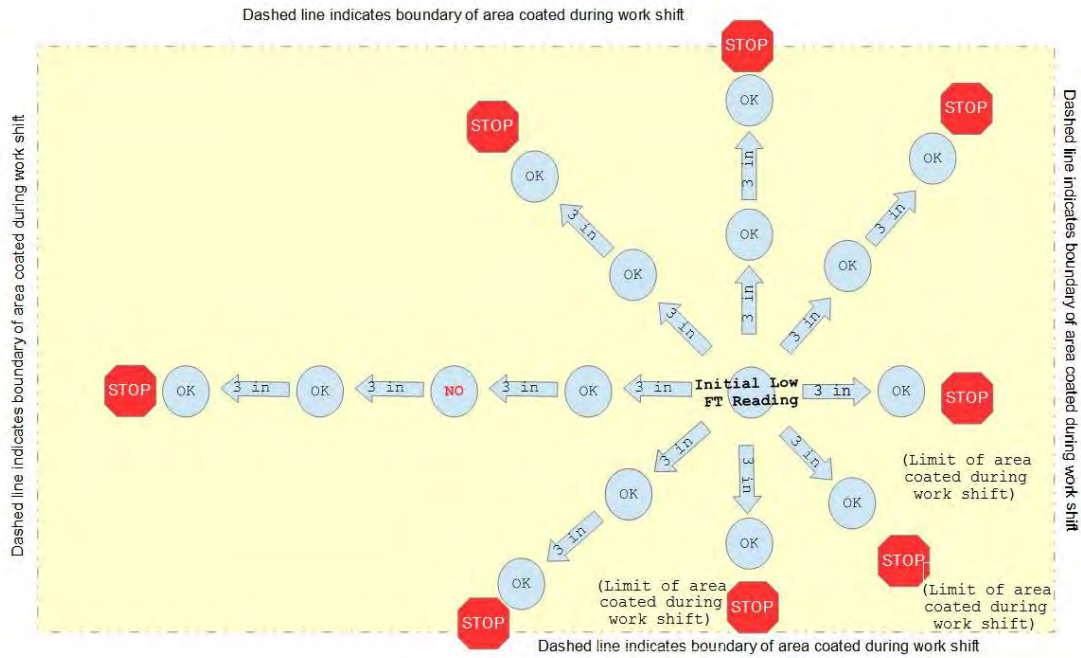 Dashed line indicates boundary of area coated during work shift
STOP
OK
STOP
STOP
OK
OK
3 in
3 in
3 in
OK
OK
OK
3 in
3 in
3 in
Dashed line indicates boundary of area coated during work shift
Dashed line indicates boundary of area coated during work shift
STOP
OK
3 in
OK
3 in
NO
3 in
OK
3 in
Initial Low
FT Reading
3 in
OK
STOP
3 in
3 in
3 in
(Limit of area
coated during
work shift)
OK
OK
3 in
OK
STOP
OK
STOP
(Limit of area
coated during
work shift)
STOP
(Limit of area
coated during
work shift)
Dashed line indicates boundary of area coated during work shift